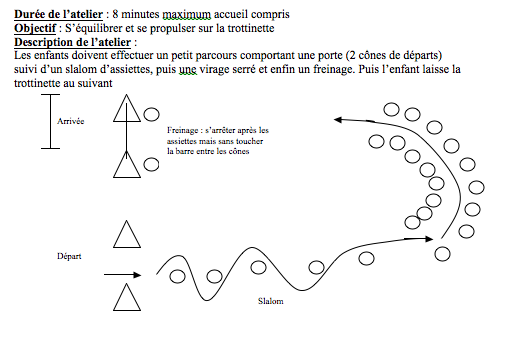 Durée de l'atelier : 8 minutes maximum accueil compris
Objectif : S'équilibrer et se propulser sur la trottinette
Description de l'atelier :
Les enfants doivent effectuer un petit parcours comportant une porte (2 cônes de départs)
suivi d'un slalom d'assiettes, puis une virage serré et enfin un freinage. Puis l'enfant laisse la
trottinette au suivant
Arrivée
Freinage : s'arrêter après les
assiettes mais sans toucher
la barre entre les cônes
Départ
Slalom